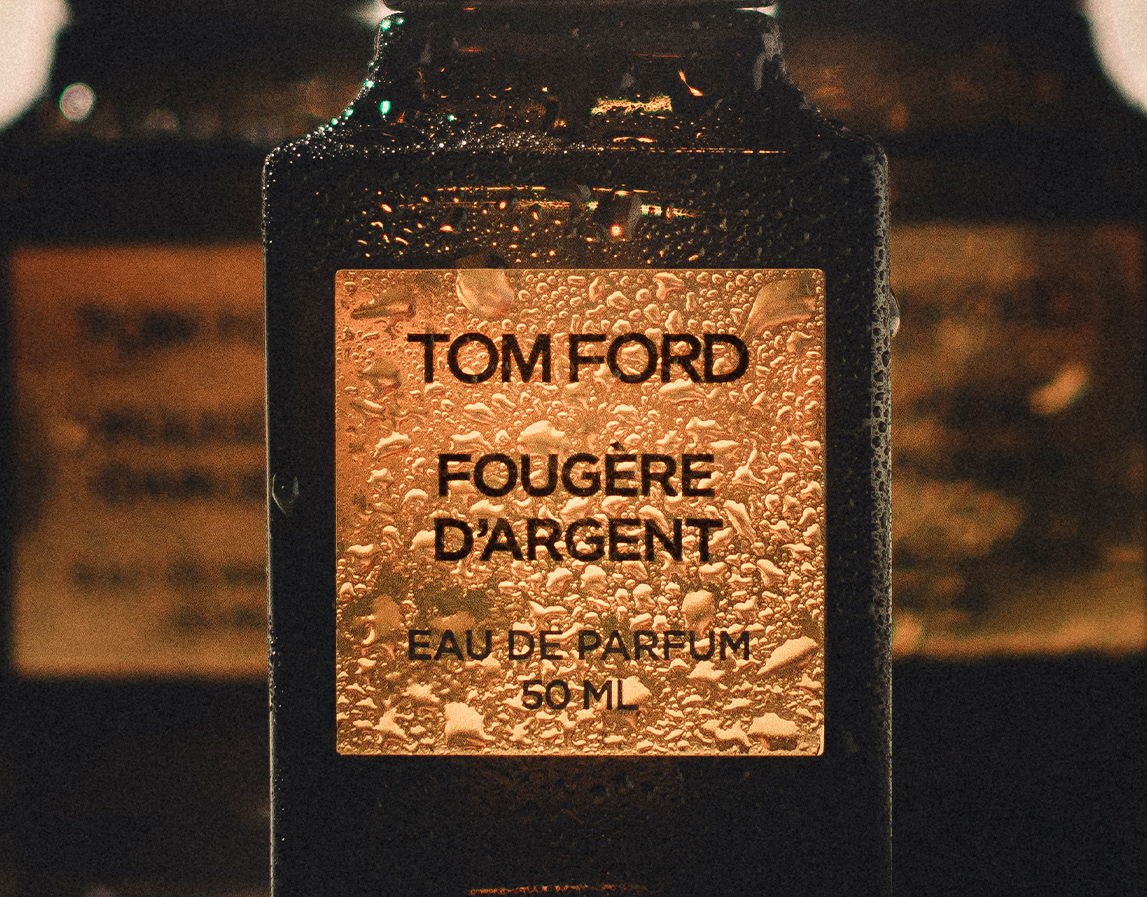 TOM FORD
FOUGÈRE
D'ARGENT
EAU DE PARFUM
50 ML